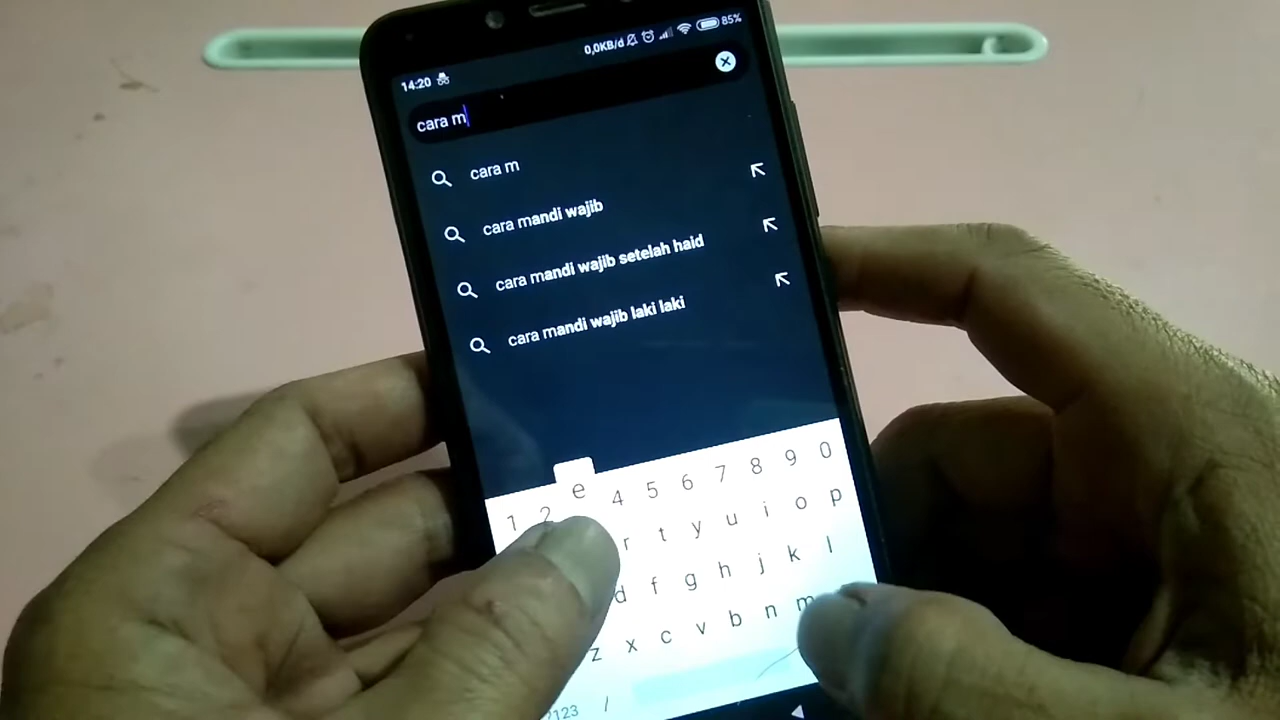 14:20 0,0KB/d 85%
cara m
cara m
cara mandi wajib
cara mandi wajib setelah haid
cara mandi wajib laki laki
e
1 2 4 5 6 7 8 9 0
r t y u i o p
d f g h j k l
z x c v b n m
?123 /